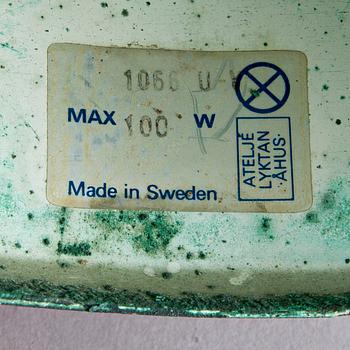 1066 U
MAX 100 W
Made in Sweden
ATELJÉ
LYKTAN
·ÅHUS·